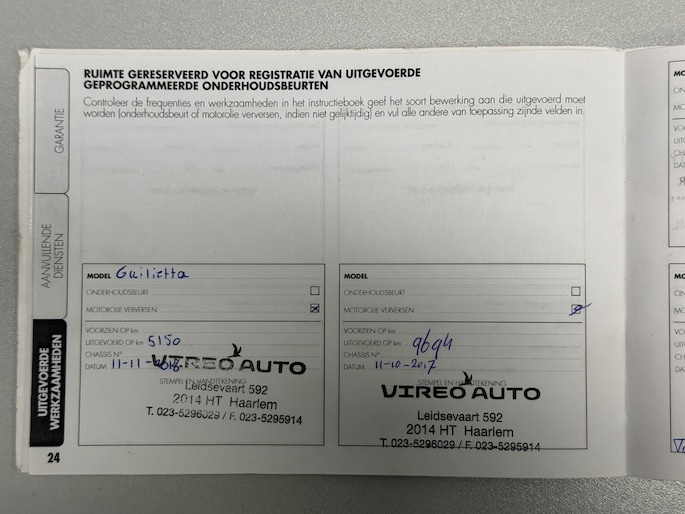 RUIMTE GERESERVEERD VOOR REGISTRATIE VAN UITGEVOERDE
GEPROGRAMMEERDE ONDERHOUDSBEURTEN
Controleer de frequenties en werkzaamheden in het instructieboek geef het soort bewerking aan die uitgevoerd moet
worden (onderhoudsbeurt of motorolie verversen, indien niet gelijktijdig) en vul alle andere van toepassing zijnde velden in.
GARANTIE
AANVULLENDE
DIENSTEN
UITGEVOERDE
WERKZAAMHEDEN
MODEL Guilietta
ONDERHOUDSBEURT
MOTOROLIE VERVERSEN
VOORZIEN OP km
UITGEVOERD OP km 5150
CHASSIS N°
DATUM 11-11-2016
VIREO AUTO
STEMPEL EN HANDTEKENING
Leidsevaart 592
2014 HT Haarlem
T. 023-5296029 / F. 023-5295914
MODEL
ONDERHOUDSBEURT
MOTOROLIE VERVERSEN
VOORZIEN OP km
UITGEVOERD OP km 9694
CHASSIS N°
DATUM 11-10-2017
STEMPEL EN HANDTEKENING
VIREO AUTO
Leidsevaart 592
2014 HT Haarlem
T. 023-5296029 / F. 023-5295914
24